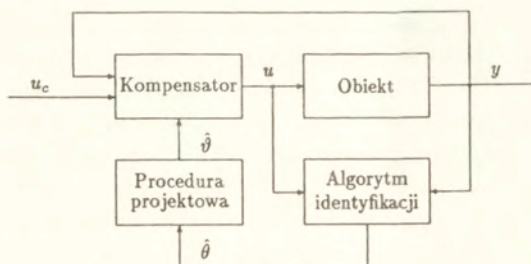 u_c
Kompensator
u
Obiekt
y
ϑ̂
Procedura
projektowa
Algorytm
identyfikacji
θ̂